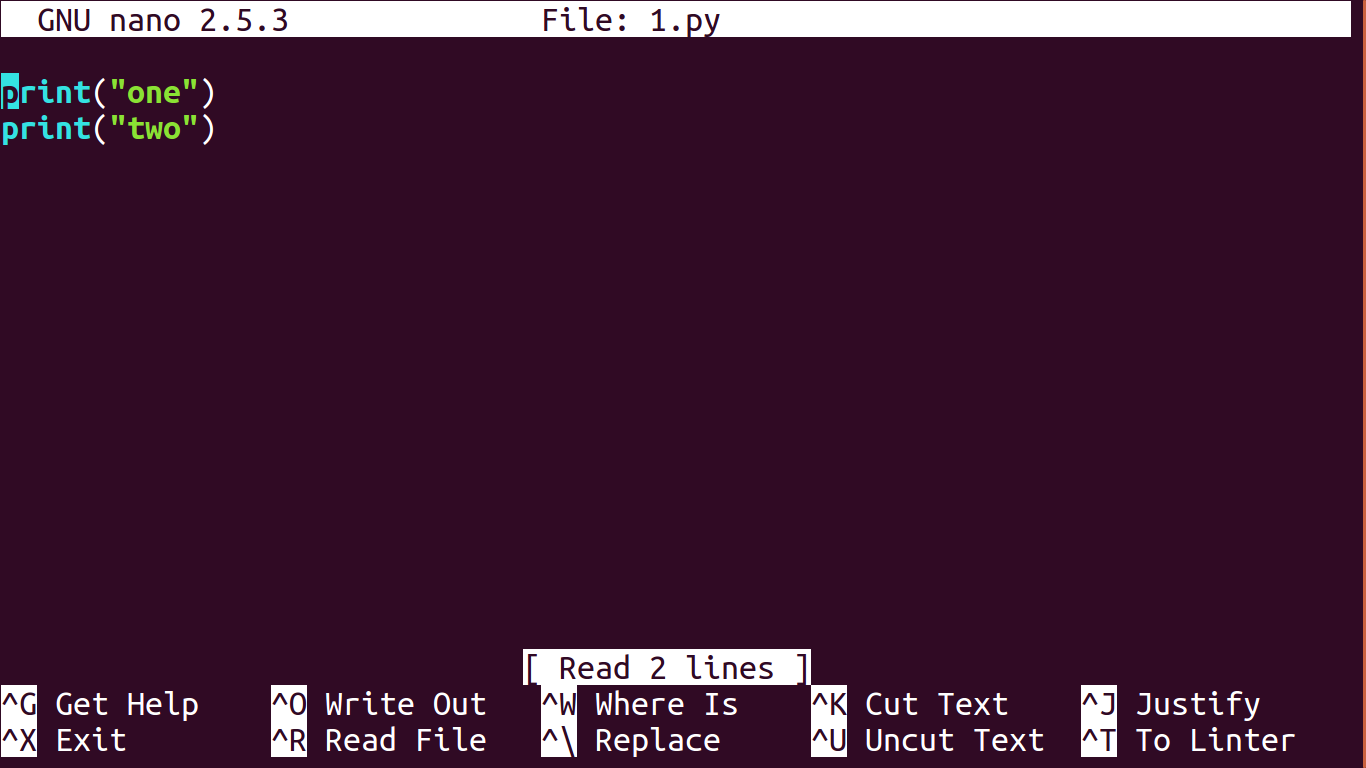 GNU nano 2.5.3 File: 1.py
print("one")
print("two")
[ Read 2 lines ]
^G Get Help ^O Write Out ^W Where Is ^K Cut Text ^J Justify
^X Exit ^R Read File ^\ Replace ^U Uncut Text ^T To Linter